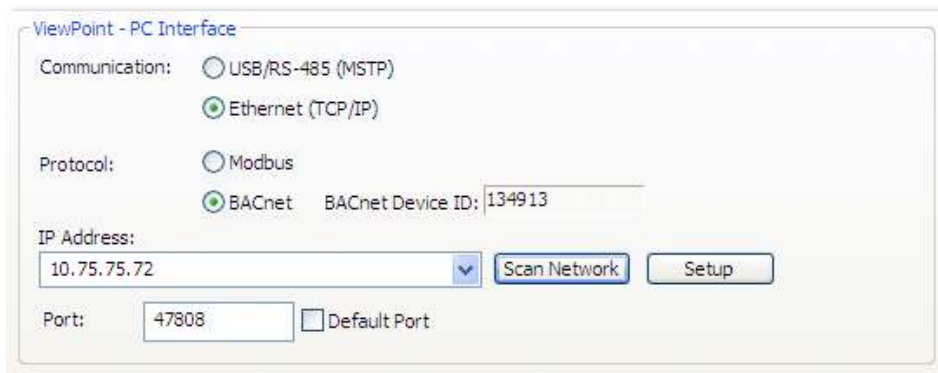 ViewPoint - PC Interface
Communication: USB/RS-485 (MSTP)
Ethernet (TCP/IP)
Protocol: Modbus
BACnet BACnet Device ID: 134913
IP Address:
10.75.75.72 Scan Network Setup
Port: 47808 Default Port